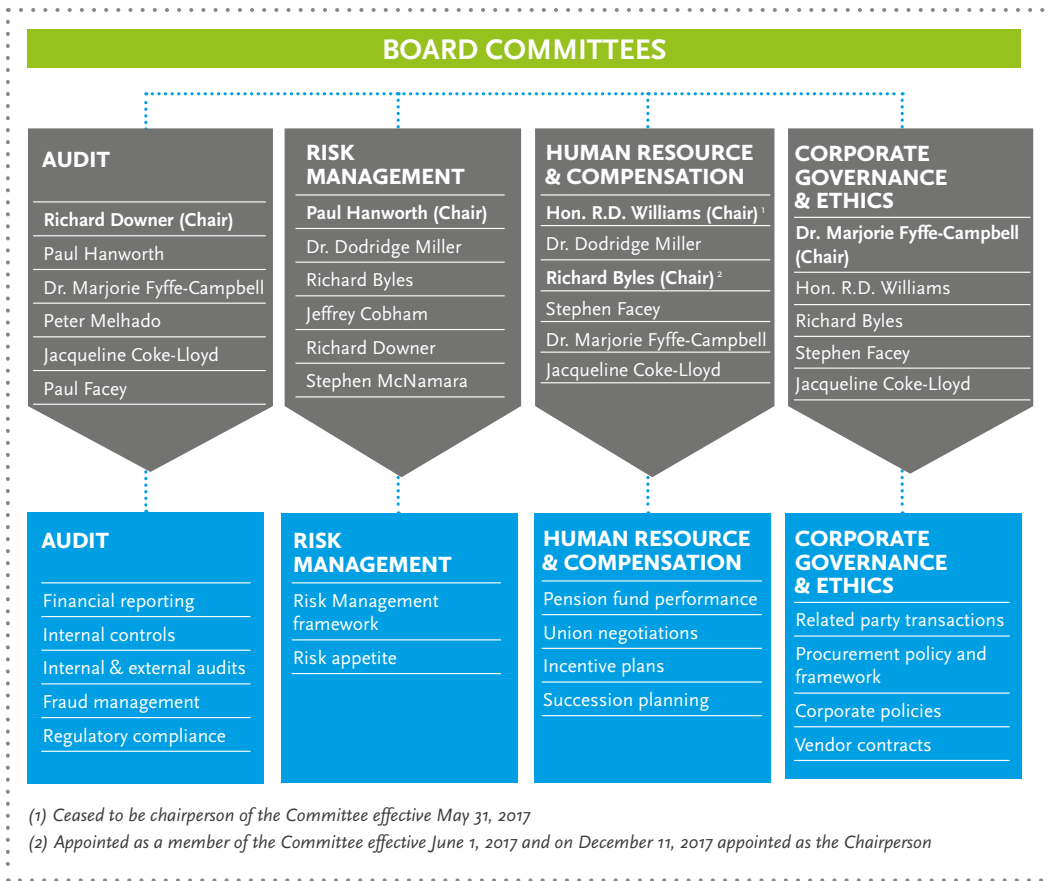 BOARD COMMITTEES
AUDIT
Richard Downer (Chair)
Paul Hanworth
Dr. Marjorie Fyffe-Campbell
Peter Melhado
Jacqueline Coke-Lloyd
Paul Facey
RISK
MANAGEMENT
Paul Hanworth (Chair)
Dr. Dodridge Miller
Richard Byles
Jeffrey Cobham
Richard Downer
Stephen McNamara
HUMAN RESOURCE
& COMPENSATION
Hon. R.D. Williams (Chair) 1
Dr. Dodridge Miller
Richard Byles (Chair) 2
Stephen Facey
Dr. Marjorie Fyffe-Campbell
Jacqueline Coke-Lloyd
CORPORATE
GOVERNANCE
& ETHICS
Dr. Marjorie Fyffe-Campbell
(Chair)
Hon. R.D. Williams
Richard Byles
Stephen Facey
Jacqueline Coke-Lloyd
AUDIT
Financial reporting
Internal controls
Internal & external audits
Fraud management
Regulatory compliance
RISK
MANAGEMENT
Risk Management
framework
Risk appetite
HUMAN RESOURCE
& COMPENSATION
Pension fund performance
Union negotiations
Incentive plans
Succession planning
CORPORATE
GOVERNANCE
& ETHICS
Related party transactions
Procurement policy and
framework
Corporate policies
Vendor contracts
(1) Ceased to be chairperson of the Committee effective May 31, 2017
(2) Appointed as a member of the Committee effective June 1, 2017 and on December 11, 2017 appointed as the Chairperson